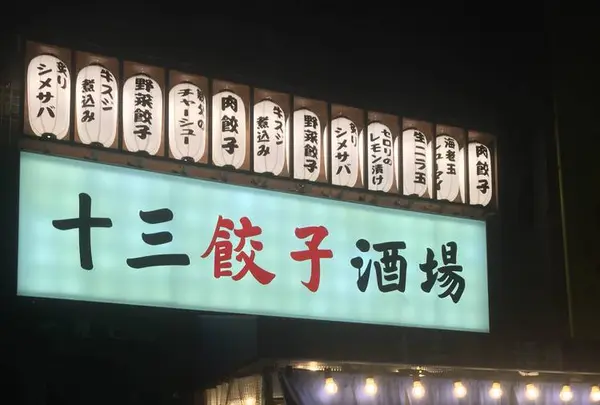 炙り
シメサバ
牛スジ
煮込み
野菜餃子
チャーシュー
肉餃子
牛スジ
煮込み
野菜餃子
炙り
シメサバ
セロリの
レモン漬け
生ニラ玉
海老玉
肉餃子
十三餃子酒場